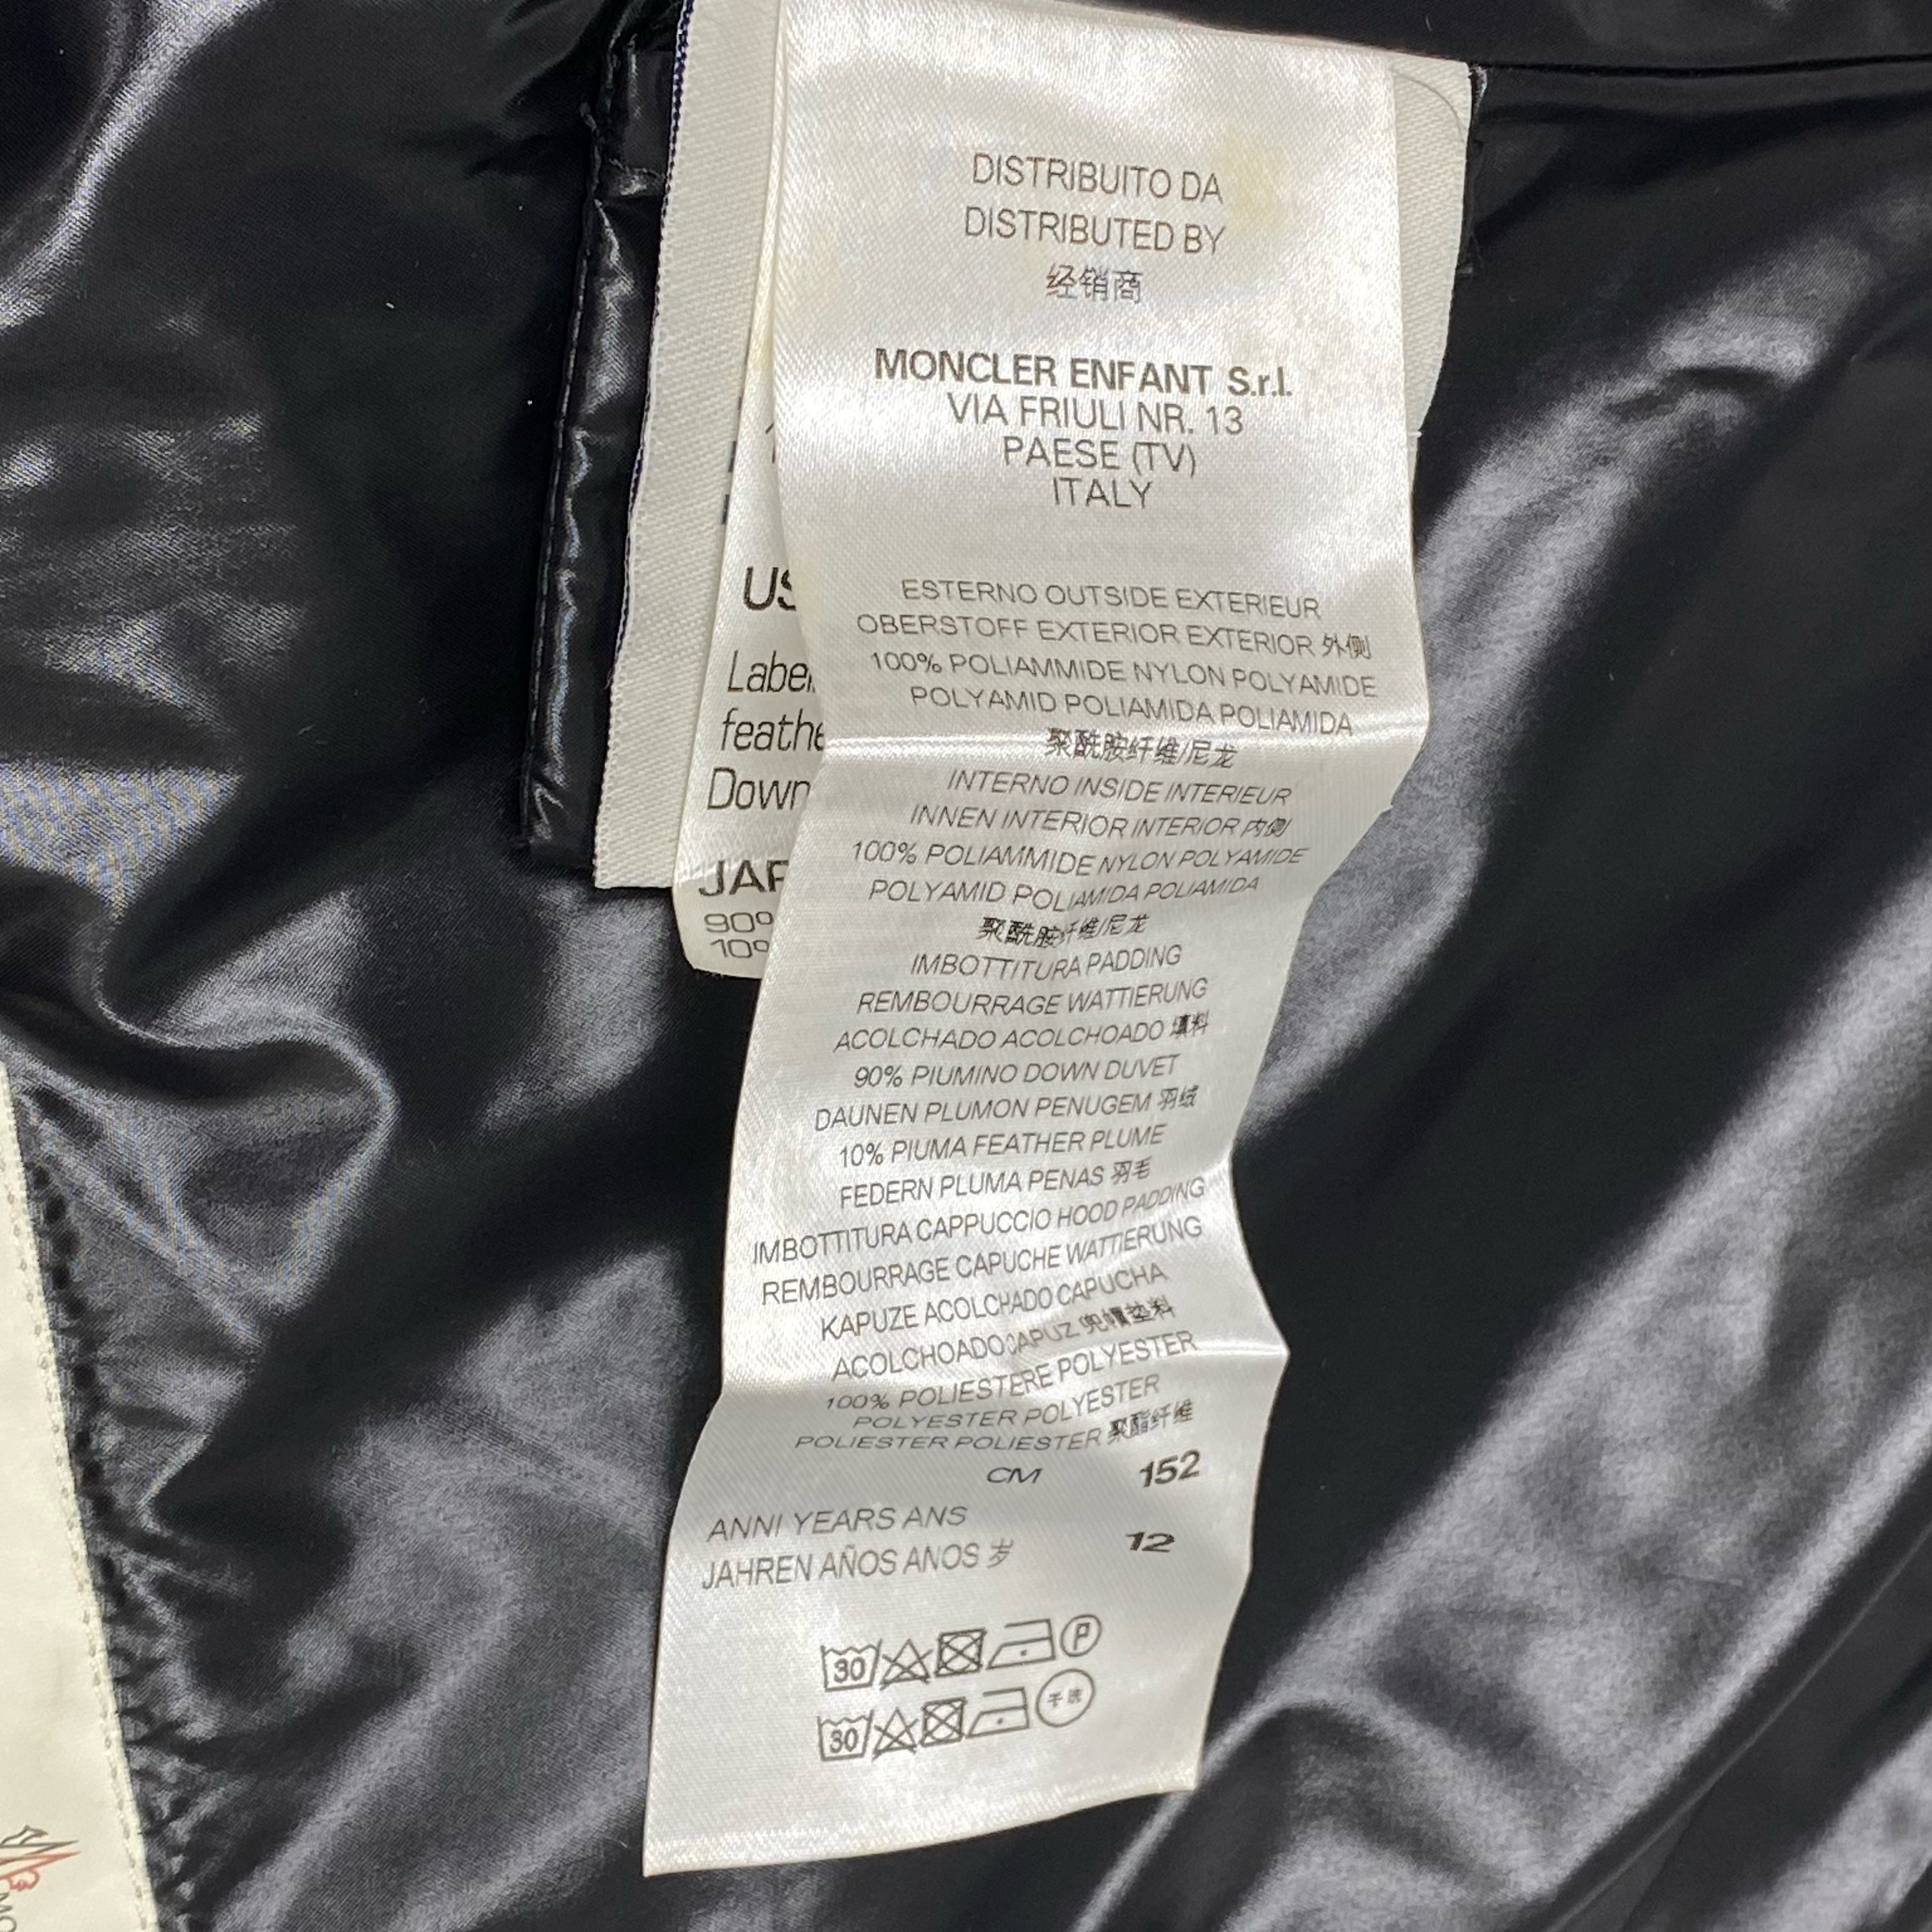 DISTRIBUITO DA
DISTRIBUTED BY
经销商
MONCLER ENFANT S.r.l.
VIA FRIULI NR. 13
PAESE (TV)
ITALY
ESTERNO OUTSIDE EXTERIEUR
OBERSTOFF EXTERIOR EXTERIOR 外侧
100% POLIAMMIDE NYLON POLYAMIDE
POLYAMID POLIAMIDA POLIAMIDA
聚酰胺纤维/尼龙
INTERNO INSIDE INTERIEUR
INNEN INTERIOR INTERIOR 内侧
100% POLIAMMIDE NYLON POLYAMIDE
POLYAMID POLIAMIDA POLIAMIDA
聚酰胺纤维/尼龙
IMBOTTITURA PADDING
REMBOURRAGE WATTIERUNG
ACOLCHADO ACOLCHOADO 填料
90% PIUMINO DOWN DUVET
DAUNEN PLUMON PENUGEM 羽绒
10% PIUMA FEATHER PLUME
FEDERN PLUMA PENAS 羽毛
IMBOTTITURA CAPPUCCIO HOOD PADDING
REMBOURRAGE CAPUCHE WATTIERUNG
KAPUZE ACOLCHADO CAPUCHA
ACOLCHOADO CAPUZ 兜帽垫料
100% POLIESTERE POLYESTER
POLYESTER POLYESTER
POLIESTER POLIESTER 聚酯纤维
CM 152
ANNI YEARS ANS
JAHREN AÑOS ANOS 岁 12
30 P
30 手洗
US
Label
feathe
Down
JAP
90%
10%